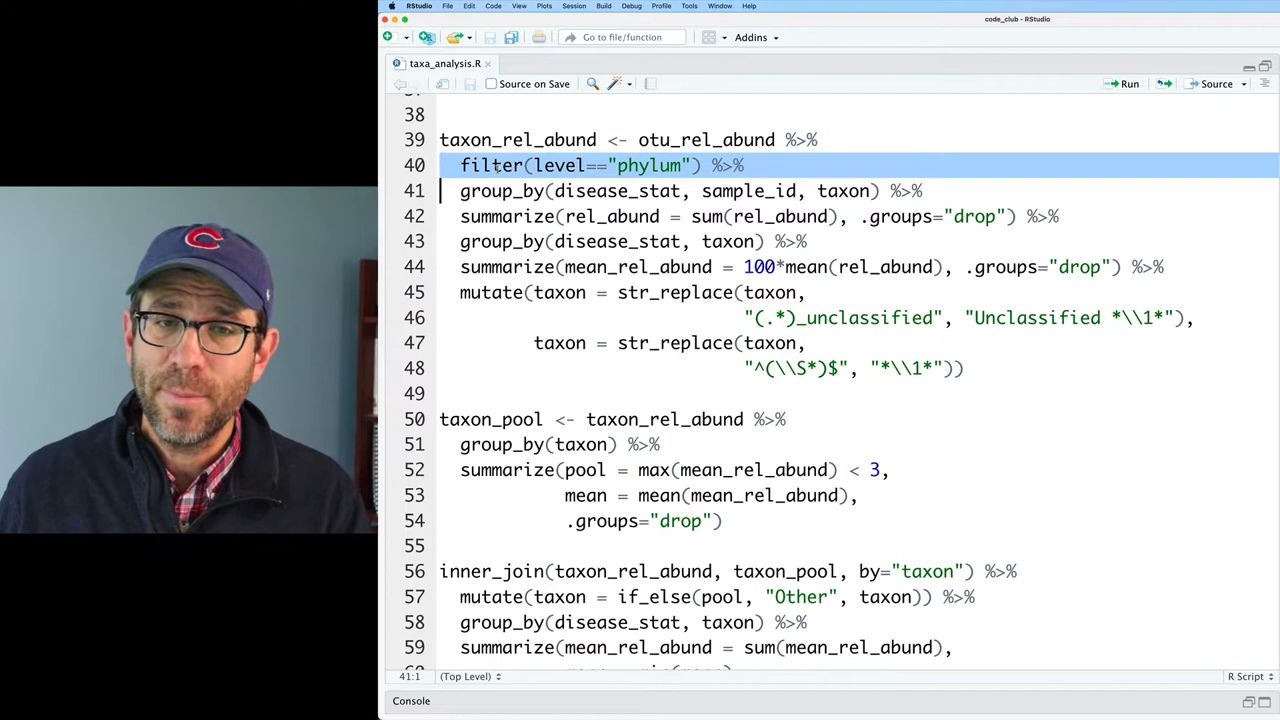 RStudio File Edit Code View Plots Session Build Debug Profile Tools Window Help
code_club - RStudio
Go to file/function Addins
taxa_analysis.R
Source on Save Run Source
38
39 taxon_rel_abund <- otu_rel_abund %>%
40 filter(level=="phylum") %>%
41 group_by(disease_stat, sample_id, taxon) %>%
42 summarize(rel_abund = sum(rel_abund), .groups="drop") %>%
43 group_by(disease_stat, taxon) %>%
44 summarize(mean_rel_abund = 100*mean(rel_abund), .groups="drop") %>%
45 mutate(taxon = str_replace(taxon,
46 "(.*)_unclassified", "Unclassified *\\1*"),
47 taxon = str_replace(taxon,
48 "^(\\S*)$", "*\\1*"))
49
50 taxon_pool <- taxon_rel_abund %>%
51 group_by(taxon) %>%
52 summarize(pool = max(mean_rel_abund) < 3,
53 mean = mean(mean_rel_abund),
54 .groups="drop")
55
56 inner_join(taxon_rel_abund, taxon_pool, by="taxon") %>%
57 mutate(taxon = if_else(pool, "Other", taxon)) %>%
58 group_by(disease_stat, taxon) %>%
59 summarize(mean_rel_abund = sum(mean_rel_abund),
41:1 (Top Level) R Script
Console